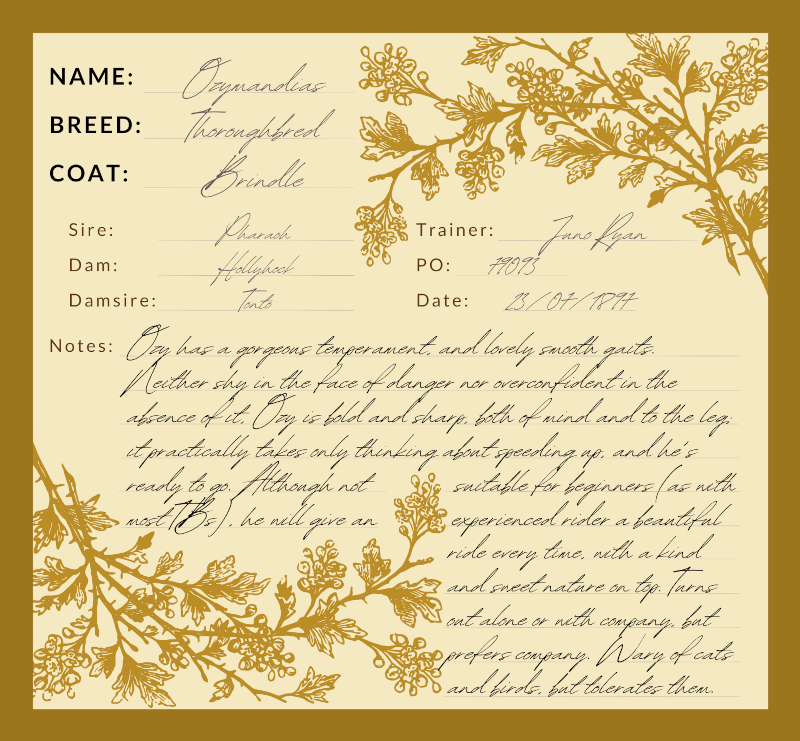 NAME: Ozymandias
BREED: Thoroughbred
COAT: Brindle
Sire: Pharaoh
Dam: Hollyhock
Damsire: Tonto
Trainer: Juno Ryan
PO: 79093
Date: 23/07/1897
Notes: Ozy has a gorgeous temperament, and lovely smooth gaits.
Neither shy in the face of danger nor overconfident in the
absence of it, Ozy is bold and sharp, both of mind and to the leg;
it practically takes only thinking about speeding up, and he's
ready to go. Although not suitable for beginners (as with
most TBs), he will give an experienced rider a beautiful
ride every time, with a kind
and sweet nature on top. Turns
out alone or with company, but
prefers company. Wary of cats
and birds, but tolerates them.